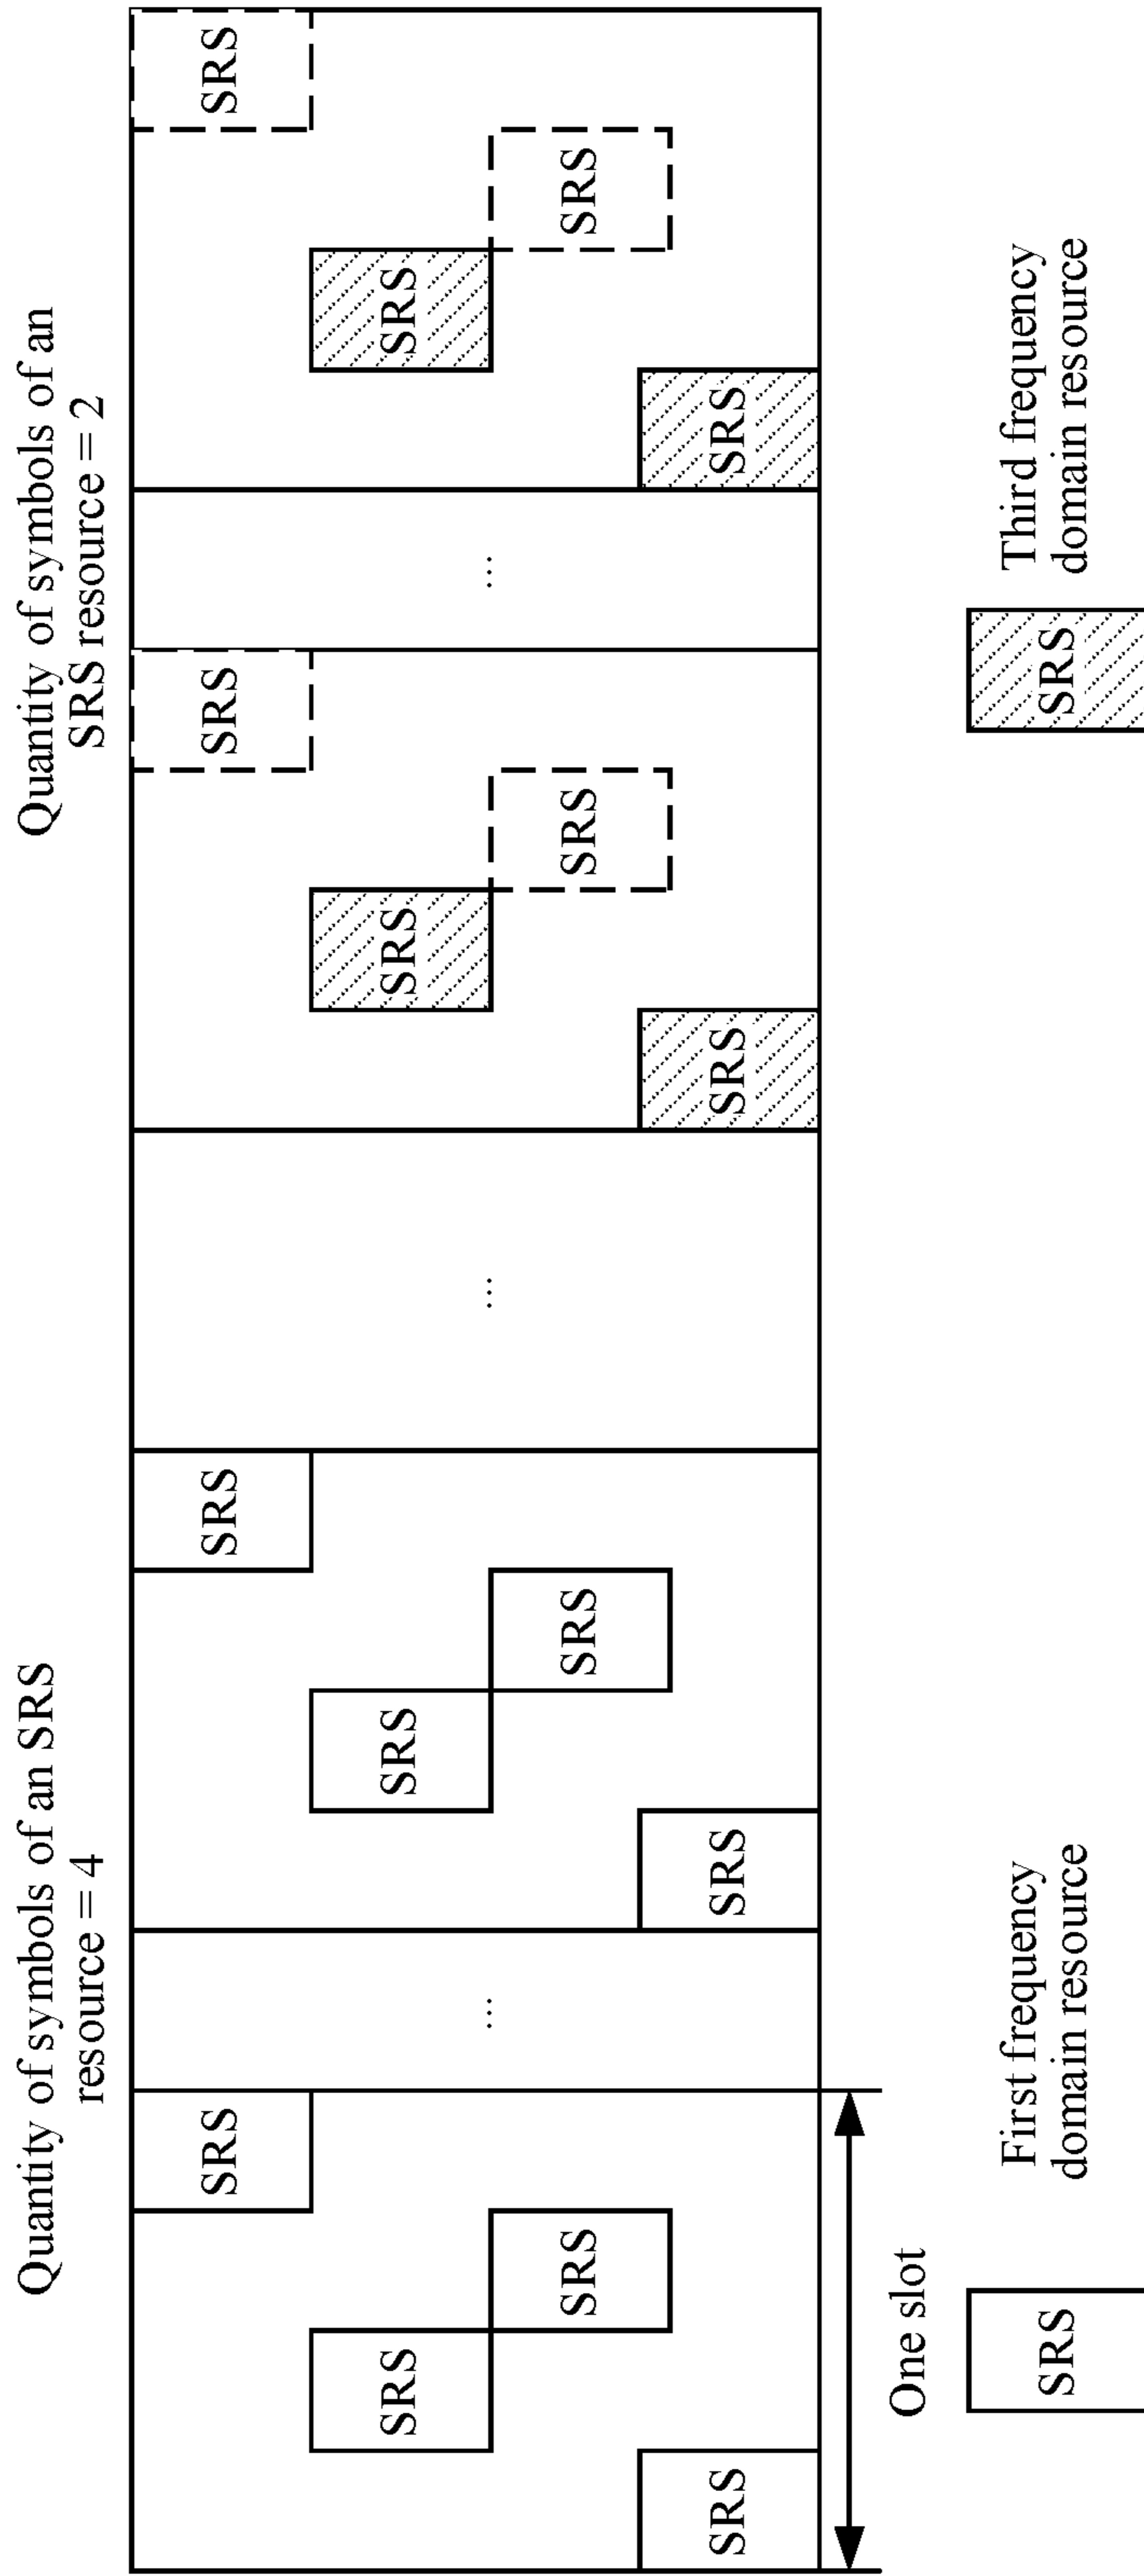 Quantity of symbols of an SRS
resource = 4
Quantity of symbols of an
SRS resource = 2
SRS
SRS
SRS
SRS
...
SRS
SRS
SRS
SRS
...
SRS
SRS
SRS
SRS
...
SRS
SRS
SRS
SRS
One slot
SRS
First frequency
domain resource
SRS
Third frequency
domain resource